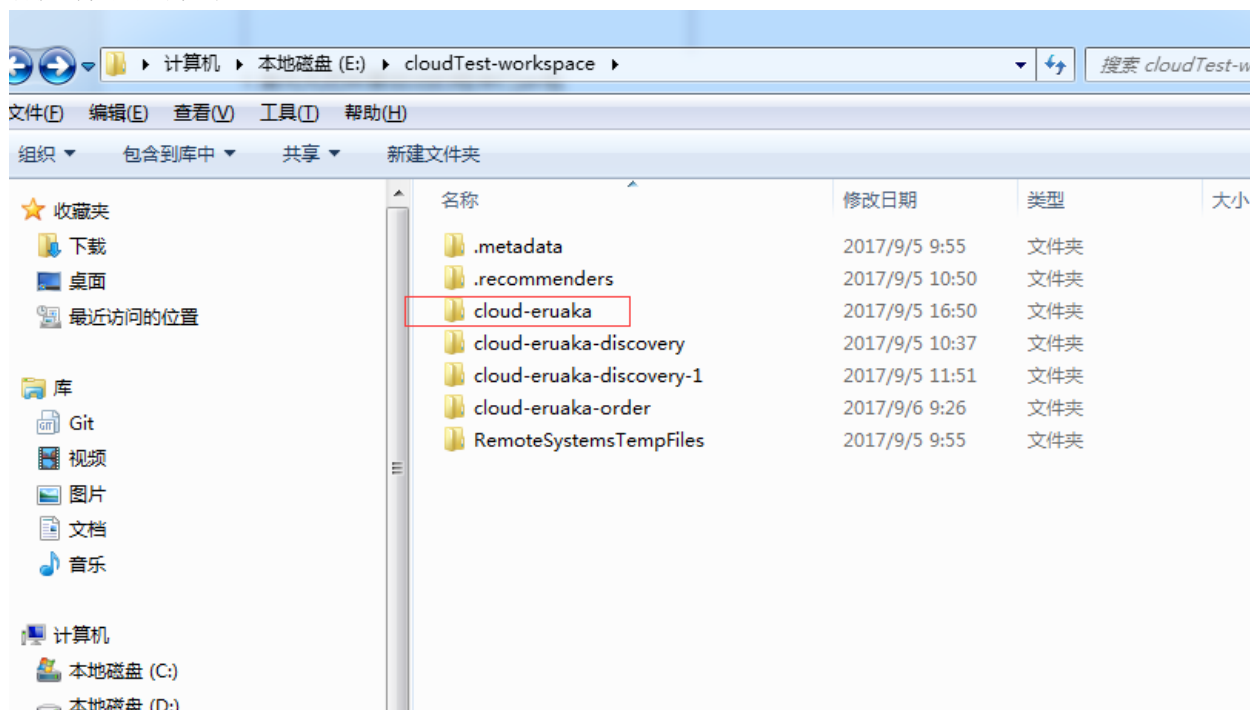 计算机 本地磁盘 (E:) cloudTest-workspace
搜索 cloudTest-w
文件(F) 编辑(E) 查看(V) 工具(T) 帮助(H)
组织 包含到库中 共享 新建文件夹
收藏夹
下载
桌面
最近访问的位置
库
Git
视频
图片
文档
音乐
计算机
本地磁盘 (C:)
本地磁盘 (D:)
名称 修改日期 类型 大小
.metadata 2017/9/5 9:55 文件夹
.recommenders 2017/9/5 10:50 文件夹
cloud-eruaka 2017/9/5 16:50 文件夹
cloud-eruaka-discovery 2017/9/5 10:37 文件夹
cloud-eruaka-discovery-1 2017/9/5 11:51 文件夹
cloud-eruaka-order 2017/9/6 9:26 文件夹
RemoteSystemsTempFiles 2017/9/5 9:55 文件夹